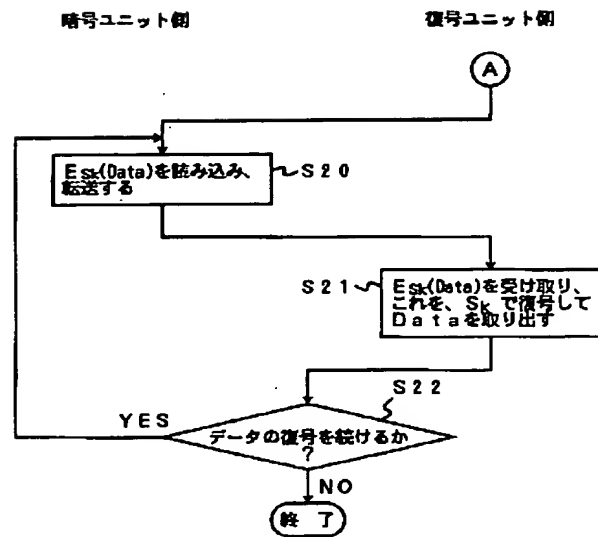 暗号ユニット側
復号ユニット側
A
Esk(Data)を読み込み、
転送する
S20
S21
Esk(Data)を受け取り、
これを、Skで復号して
Dataを取り出す
S22
YES
データの復号を続けるか
?
NO
終了